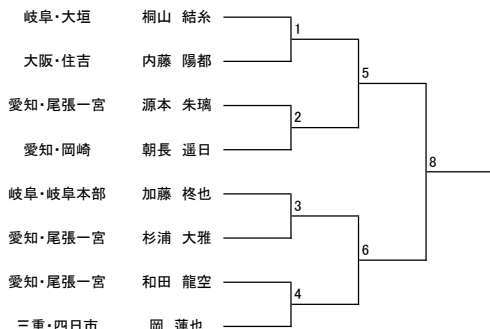 岐阜・大垣 桐山 結糸
1
大阪・住吉 内藤 陽都
5
愛知・尾張一宮 源本 朱璃
2
愛知・岡崎 朝長 遥日
8
岐阜・岐阜本部 加藤 柊也
3
愛知・尾張一宮 杉浦 大雅
6
愛知・尾張一宮 和田 龍空
4
三重・四日市 岡 蓮也